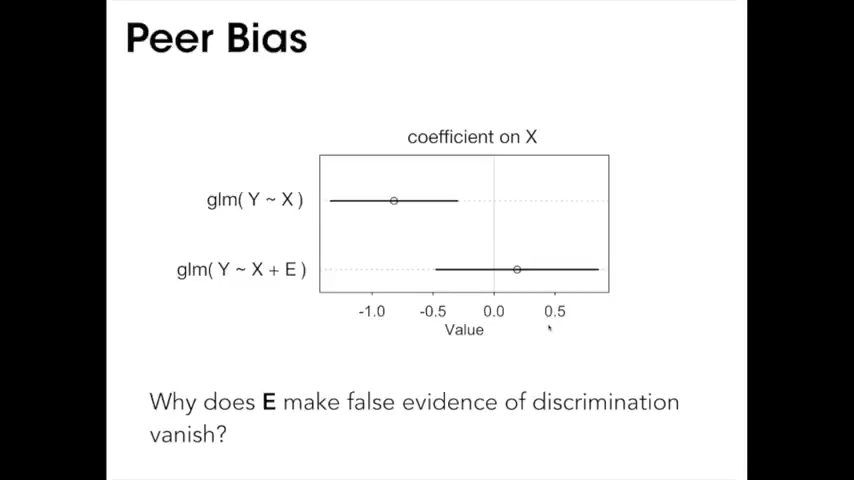 Peer Bias
coefficient on X
glm( Y ~ X )
glm( Y ~ X + E )
-1.0 -0.5 0.0 0.5
Value
Why does E make false evidence of discrimination
vanish?